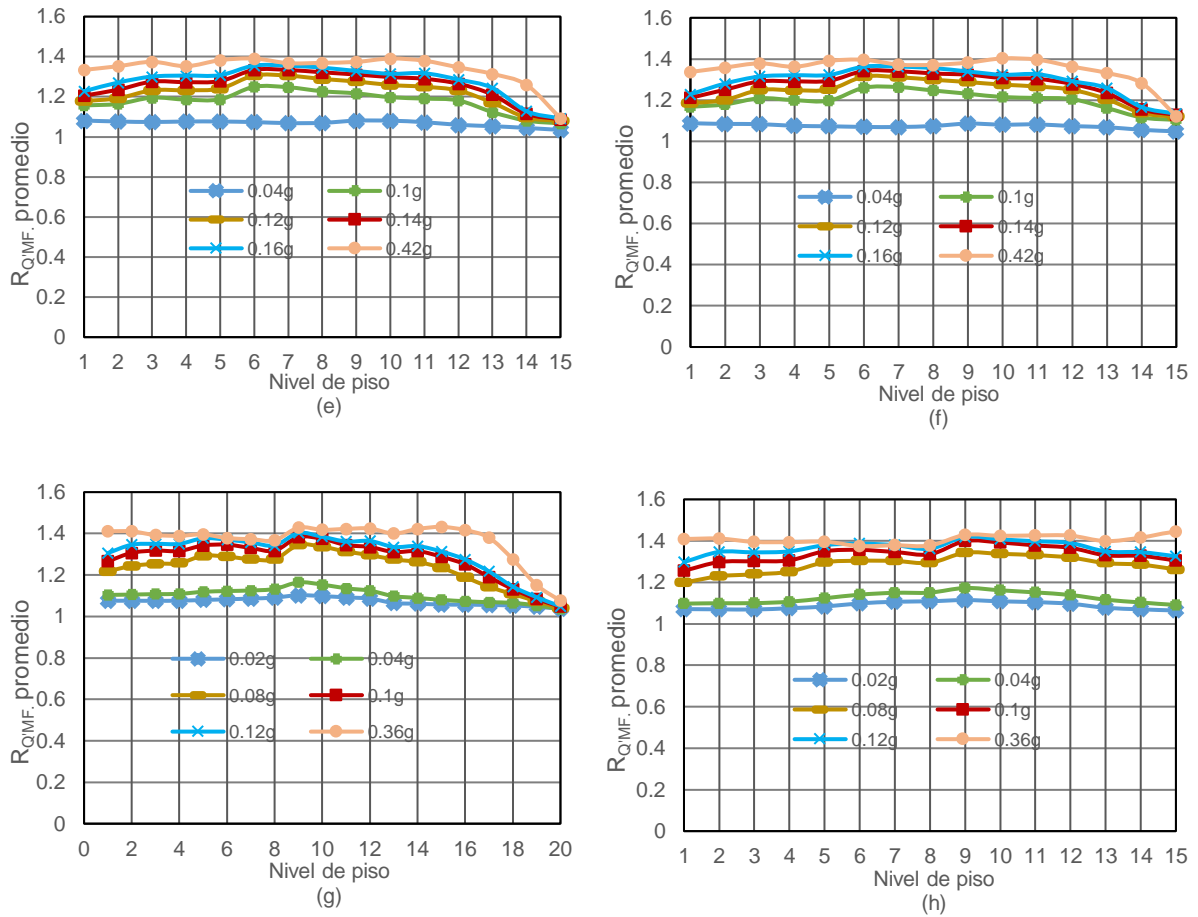 1.6
1.4
1.2
1
0.8
0.6
0.4
0.2
0
R_Q'MF. promedio
0.04g 0.1g
0.12g 0.14g
0.16g 0.42g
1 2 3 4 5 6 7 8 9 10 11 12 13 14 15
Nivel de piso
(e)
1.6
1.4
1.2
1
0.8
0.6
0.4
0.2
0
R_Q'MF. promedio
0.04g 0.1g
0.12g 0.14g
0.16g 0.42g
1 2 3 4 5 6 7 8 9 10 11 12 13 14 15
Nivel de piso
(f)
1.6
1.4
1.2
1
0.8
0.6
0.4
0.2
0
R_Q'MF. promedio
0.02g 0.04g
0.08g 0.1g
0.12g 0.36g
0 2 4 6 8 10 12 14 16 18 20
Nivel de piso
(g)
1.6
1.4
1.2
1
0.8
0.6
0.4
0.2
0
R_Q'MF. promedio
0.02g 0.04g
0.08g 0.1g
0.12g 0.36g
1 2 3 4 5 6 7 8 9 10 11 12 13 14 15
Nivel de piso
(h)